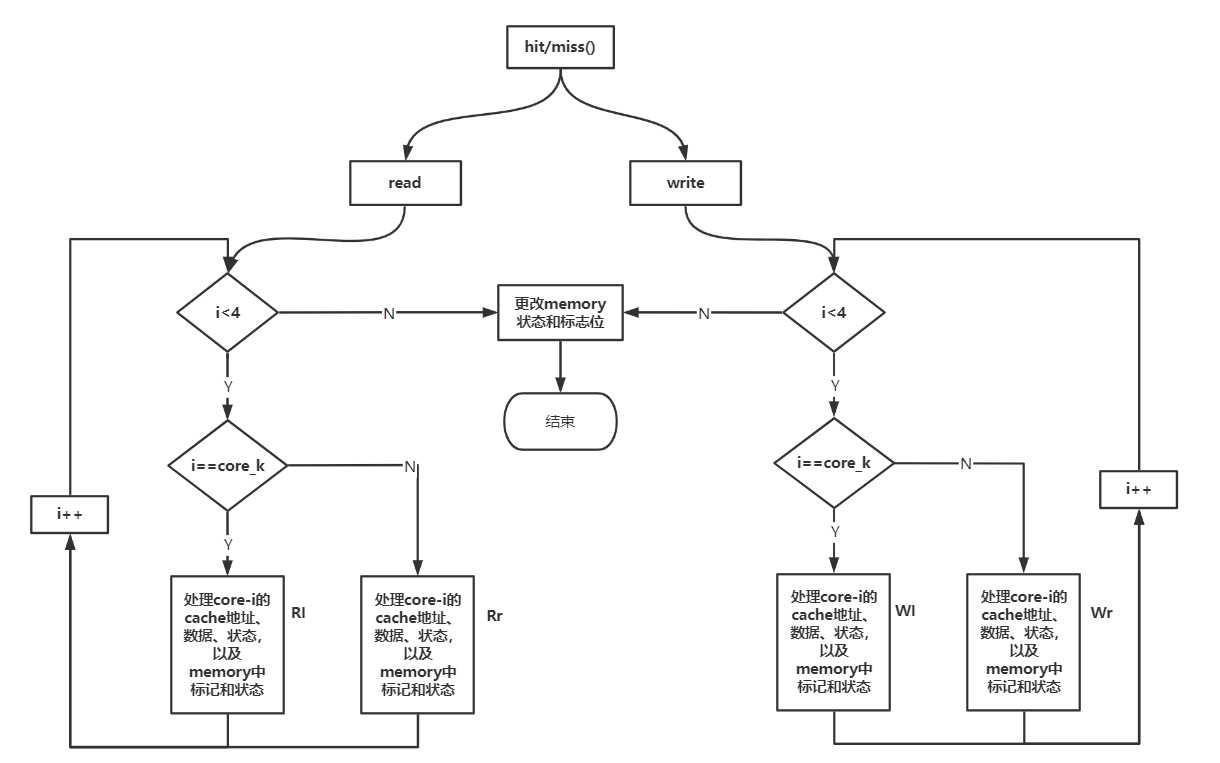 hit/miss()
read
write
i<4
N
更改memory
状态和标志位
N
i<4
Y
Y
结束
i==core_k
N
i==core_k
N
i++
i++
Y
Y
处理core-i的
cache地址、
数据、状态，
以及
memory中
标记和状态
Rl
处理core-i的
cache地址、
数据、状态，
以及
memory中
标记和状态
Rr
处理core-i的
cache地址、
数据、状态，
以及
memory中
标记和状态
Wl
处理core-i的
cache地址、
数据、状态，
以及
memory中
标记和状态
Wr